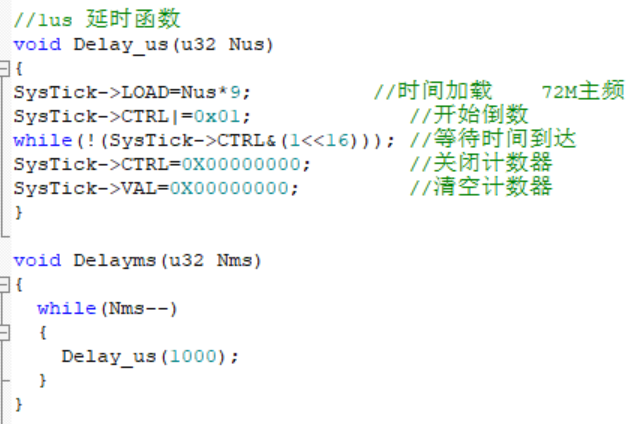 //1us 延时函数
void Delay_us(u32 Nus)
{
SysTick->LOAD=Nus*9;          //时间加载    72M主频
SysTick->CTRL|=0x01;             //开始倒数
while(!(SysTick->CTRL&(1<<16))); //等待时间到达
SysTick->CTRL=0X00000000;        //关闭计数器
SysTick->VAL=0X00000000;         //清空计数器
}

void Delayms(u32 Nms)
{
  while(Nms--)
  {
    Delay_us(1000);
  }
}